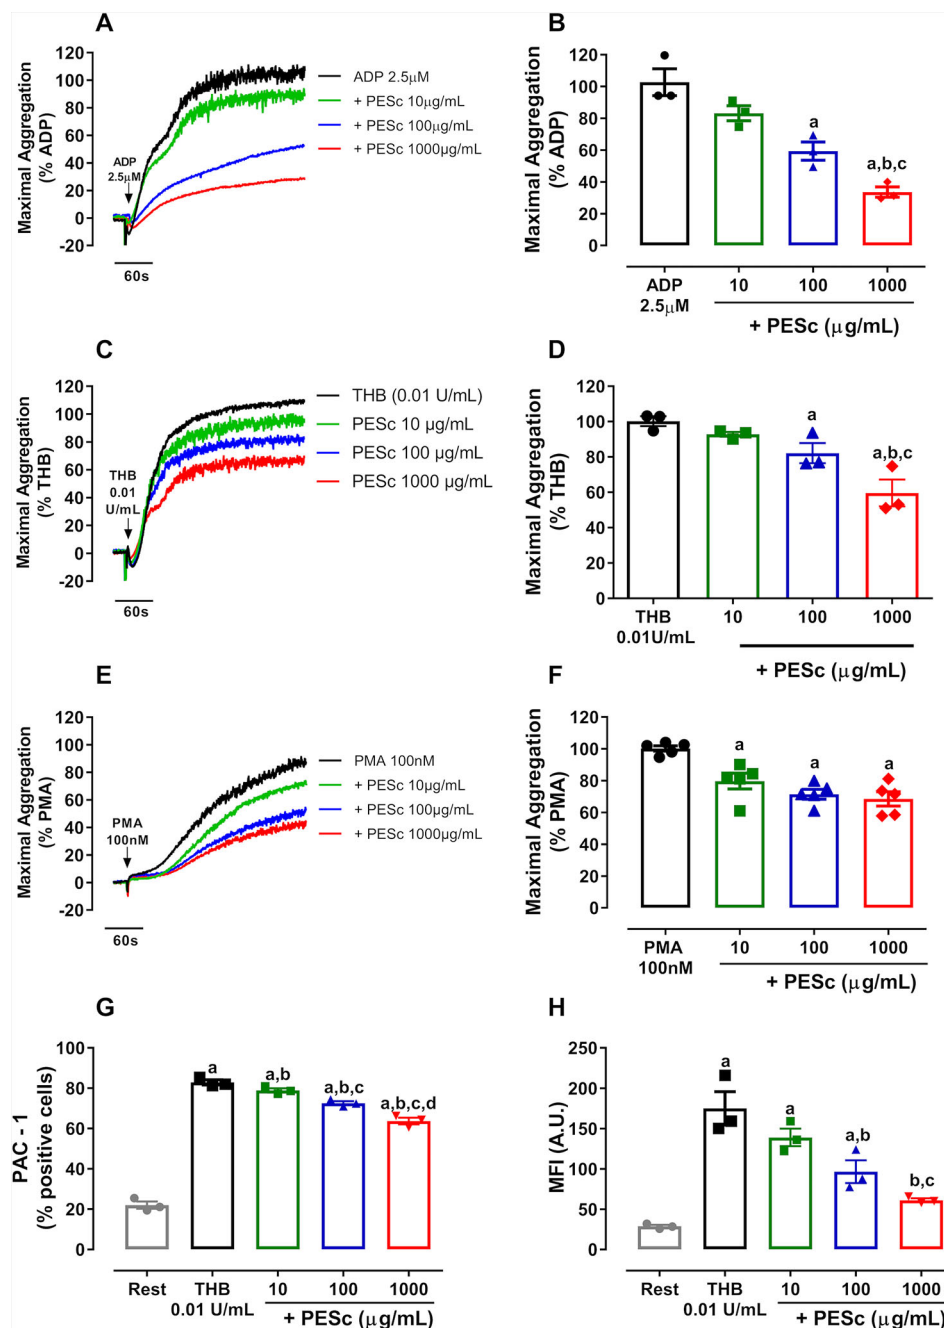 A
Maximal Aggregation
(% ADP)
120
100
80
60
40
20
0
-20
ADP
2.5μM
60s
ADP 2.5μM
+ PESc 10μg/mL
+ PESc 100μg/mL
+ PESc 1000μg/mL
B
Maximal Aggregation
(% ADP)
120
100
80
60
40
20
0
a
a,b,c
ADP
2.5μM
10
100
1000
+ PESc (μg/mL)
C
Maximal Aggregation
(% THB)
120
100
80
60
40
20
0
-20
THB
0.01
U/mL
60s
THB (0.01 U/mL)
PESc 10 μg/mL
PESc 100 μg/mL
PESc 1000 μg/mL
D
Maximal Aggregation
(% THB)
120
100
80
60
40
20
0
a
a,b,c
THB
0.01U/mL
10
100
1000
+ PESc (μg/mL)
E
Maximal Aggregation
(% PMA)
120
100
80
60
40
20
0
-20
PMA
100nM
60s
PMA 100nM
+ PESc 10μg/mL
+ PESc 100μg/mL
+ PESc 1000μg/mL
F
Maximal Aggregation
(% PMA)
120
100
80
60
40
20
0
a
a
a
PMA
100nM
10
100
1000
+ PESc (μg/mL)
G
PAC - 1
(% positive cells)
100
80
60
40
20
0
a
a,b
a,b,c
a,b,c,d
Rest
THB
0.01 U/mL
10
100
1000
+ PESc (μg/mL)
H
MFI (A.U.)
250
200
150
100
50
0
a
a
a,b
b,c
Rest
THB
0.01 U/mL
10
100
1000
+ PESc (μg/mL)